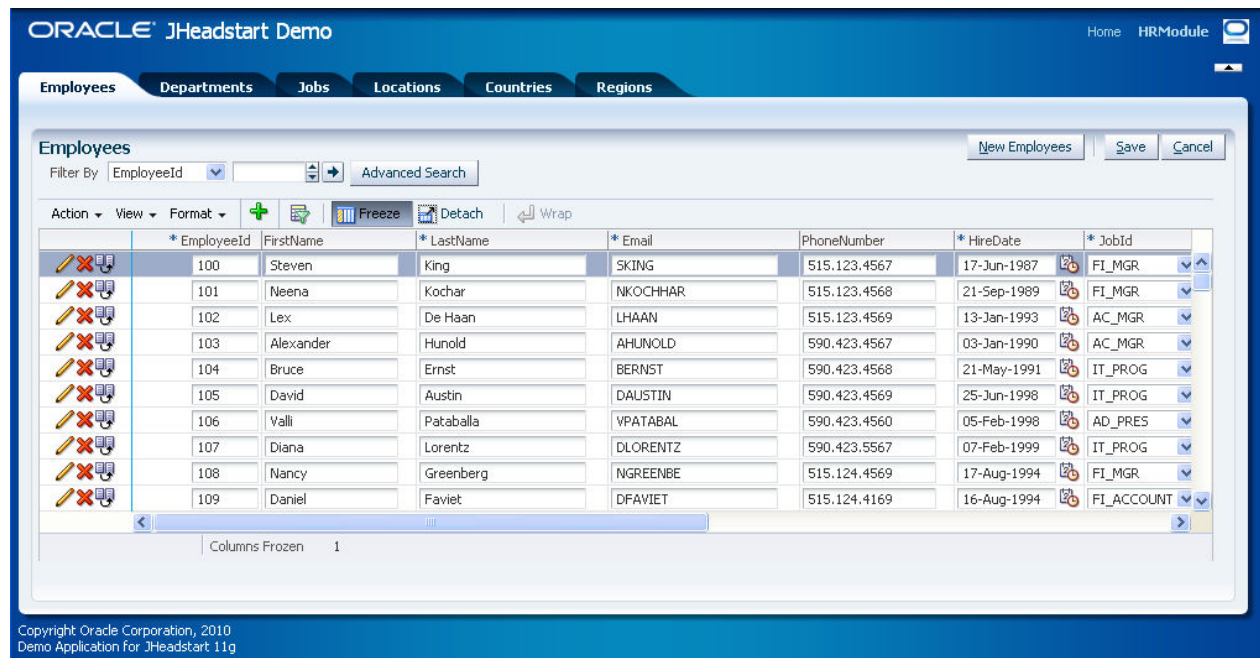 ORACLE JHeadstart Demo
Home HRModule
Employees Departments Jobs Locations Countries Regions
Employees
New Employees Save Cancel
Filter By EmployeeId Advanced Search
Action View Format Freeze Detach Wrap
* EmployeeId FirstName * LastName * Email PhoneNumber * HireDate * JobId
100 Steven King SKING 515.123.4567 17-Jun-1987 FI_MGR
101 Neena Kochar NKOCHHAR 515.123.4568 21-Sep-1989 FI_MGR
102 Lex De Haan LHAAN 515.123.4569 13-Jan-1993 AC_MGR
103 Alexander Hunold AHUNOLD 590.423.4567 03-Jan-1990 AC_MGR
104 Bruce Ernst BERNST 590.423.4568 21-May-1991 IT_PROG
105 David Austin DAUSTIN 590.423.4569 25-Jun-1998 IT_PROG
106 Valli Pataballa VPATABAL 590.423.4560 05-Feb-1998 AD_PRES
107 Diana Lorentz DLORENTZ 590.423.5567 07-Feb-1999 IT_PROG
108 Nancy Greenberg NGREENBE 515.124.4569 17-Aug-1994 FI_MGR
109 Daniel Faviet DFAVIET 515.124.4169 16-Aug-1994 FI_ACCOUNT
Columns Frozen 1
Copyright Oracle Corporation, 2010
Demo Application for JHeadstart 11g